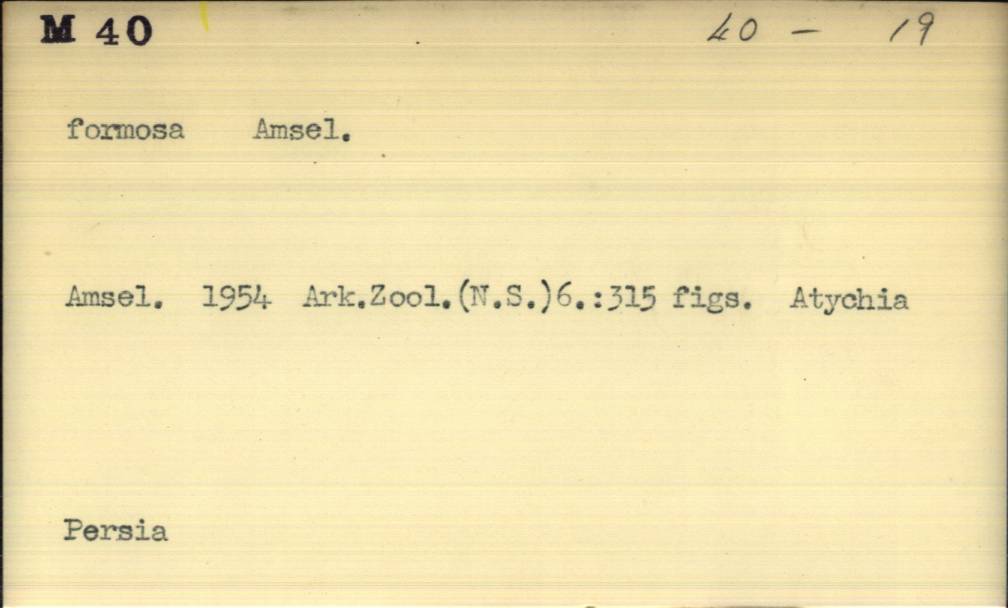 M 40 40 - 19
formosa Amsel.
Amsel. 1954 Ark.Zool.(N.S.)6.:315 figs. Atychia
Persia